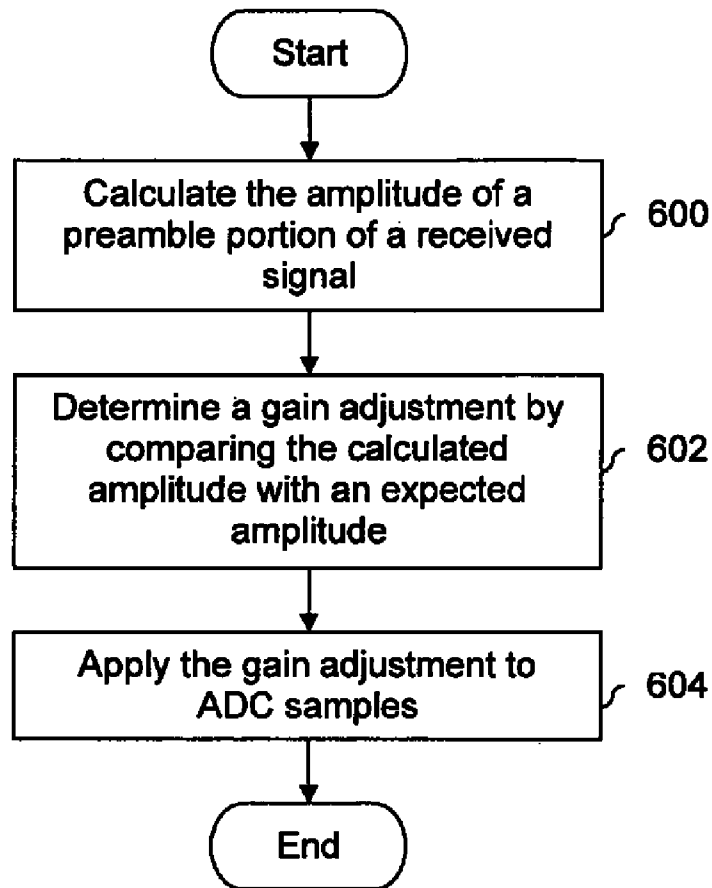 Start
Calculate the amplitude of a
preamble portion of a received
signal
600
Determine a gain adjustment by
comparing the calculated
amplitude with an expected
amplitude
602
Apply the gain adjustment to
ADC samples
604
End